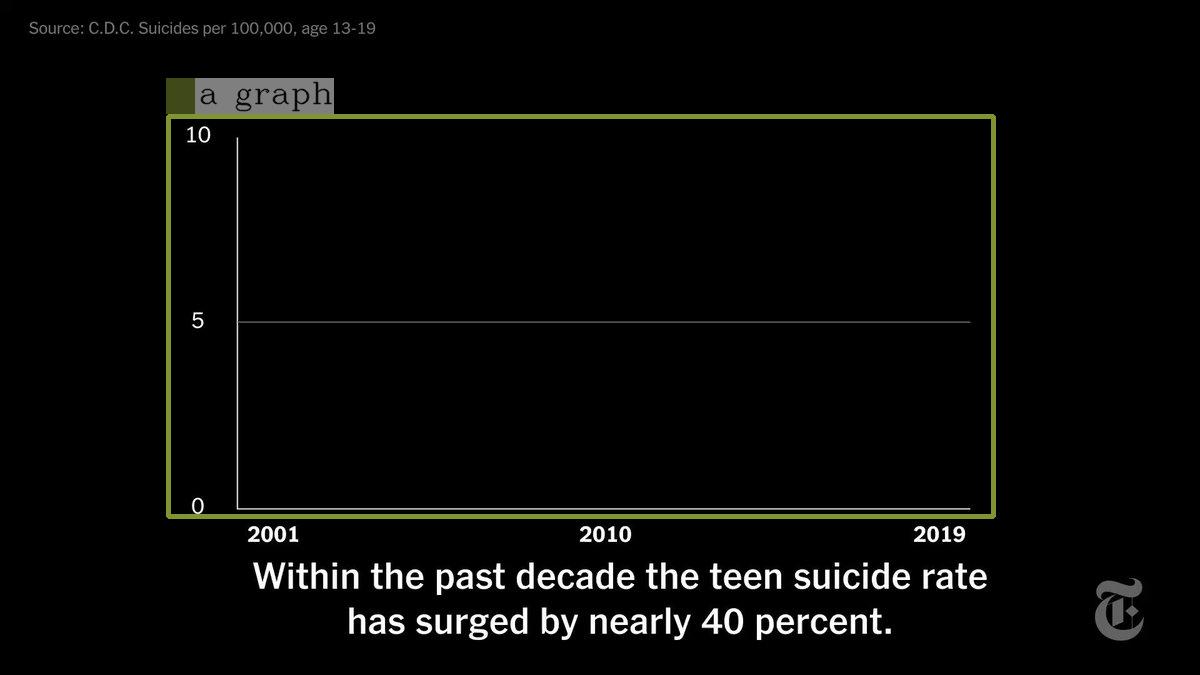 Source: C.D.C. Suicides per 100,000, age 13-19
a graph
10
5
0
2001 2010 2019
Within the past decade the teen suicide rate
has surged by nearly 40 percent.
T